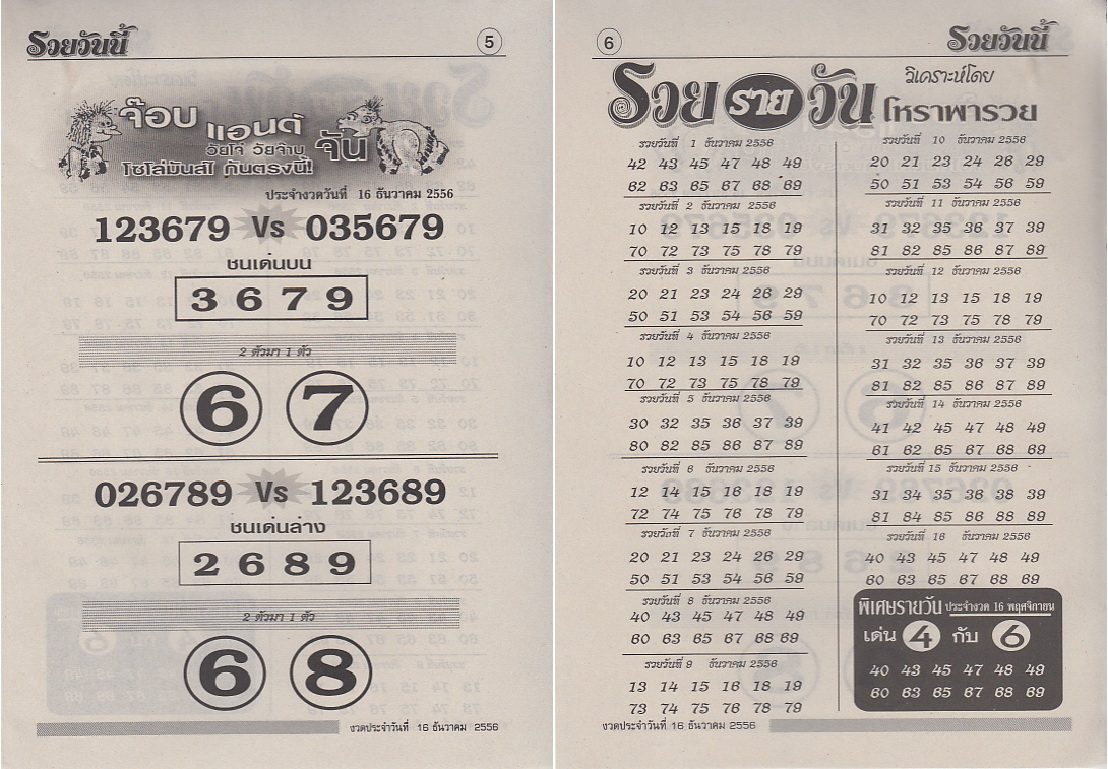 รวยวันนี้
5
จ๊อบ
แอนด์
จัน
วัยโจ๋ วัยจ๊าบ
โซโล่มันส์! กันตรงนี้!
ประจำงวดวันที่ 16 ธันวาคม 2556
123679 Vs 035679
ชนเด่นบน
3 6 7 9
2 ตัวมา 1 ตัว
6 7
026789 Vs 123689
ชนเด่นล่าง
2 6 8 9
2 ตัวมา 1 ตัว
6 8
งวดประจำวันที่ 16 ธันวาคม 2556
6
รวยวันนี้
รวย ราย วัน
วิเคราะห์โดย
โหราพารวย
รวยวันที่ 1 ธันวาคม 2556
42 43 45 47 48 49
62 63 65 67 68 69
รวยวันที่ 2 ธันวาคม 2556
10 12 13 15 18 19
70 72 73 75 78 79
รวยวันที่ 3 ธันวาคม 2556
20 21 23 24 26 29
50 51 53 54 56 59
รวยวันที่ 4 ธันวาคม 2556
10 12 13 15 18 19
70 72 73 75 78 79
รวยวันที่ 5 ธันวาคม 2556
30 32 35 36 37 39
80 82 85 86 87 89
รวยวันที่ 6 ธันวาคม 2556
12 14 15 16 18 19
72 74 75 76 78 79
รวยวันที่ 7 ธันวาคม 2556
20 21 23 24 26 29
50 51 53 54 56 59
รวยวันที่ 8 ธันวาคม 2556
40 43 45 47 48 49
60 63 65 67 68 69
รวยวันที่ 9 ธันวาคม 2556
13 14 15 16 18 19
73 74 75 76 78 79
รวยวันที่ 10 ธันวาคม 2556
20 21 23 24 26 29
50 51 53 54 56 59
รวยวันที่ 11 ธันวาคม 2556
31 32 35 36 37 39
81 82 85 86 87 89
รวยวันที่ 12 ธันวาคม 2556
10 12 13 15 18 19
70 72 73 75 78 79
รวยวันที่ 13 ธันวาคม 2556
31 32 35 36 37 39
81 82 85 86 87 89
รวยวันที่ 14 ธันวาคม 2556
41 42 45 47 48 49
61 62 65 67 68 69
รวยวันที่ 15 ธันวาคม 2556
31 34 35 36 38 39
81 84 85 86 88 89
รวยวันที่ 16 ธันวาคม 2556
40 43 45 47 48 49
60 63 65 67 68 69
พิเศษรายวัน ประจำงวด 16 พฤศจิกายน
เด่น 4 กับ 6
40 43 45 47 48 49
60 63 65 67 68 69
งวดประจำวันที่ 16 ธันวาคม 2556